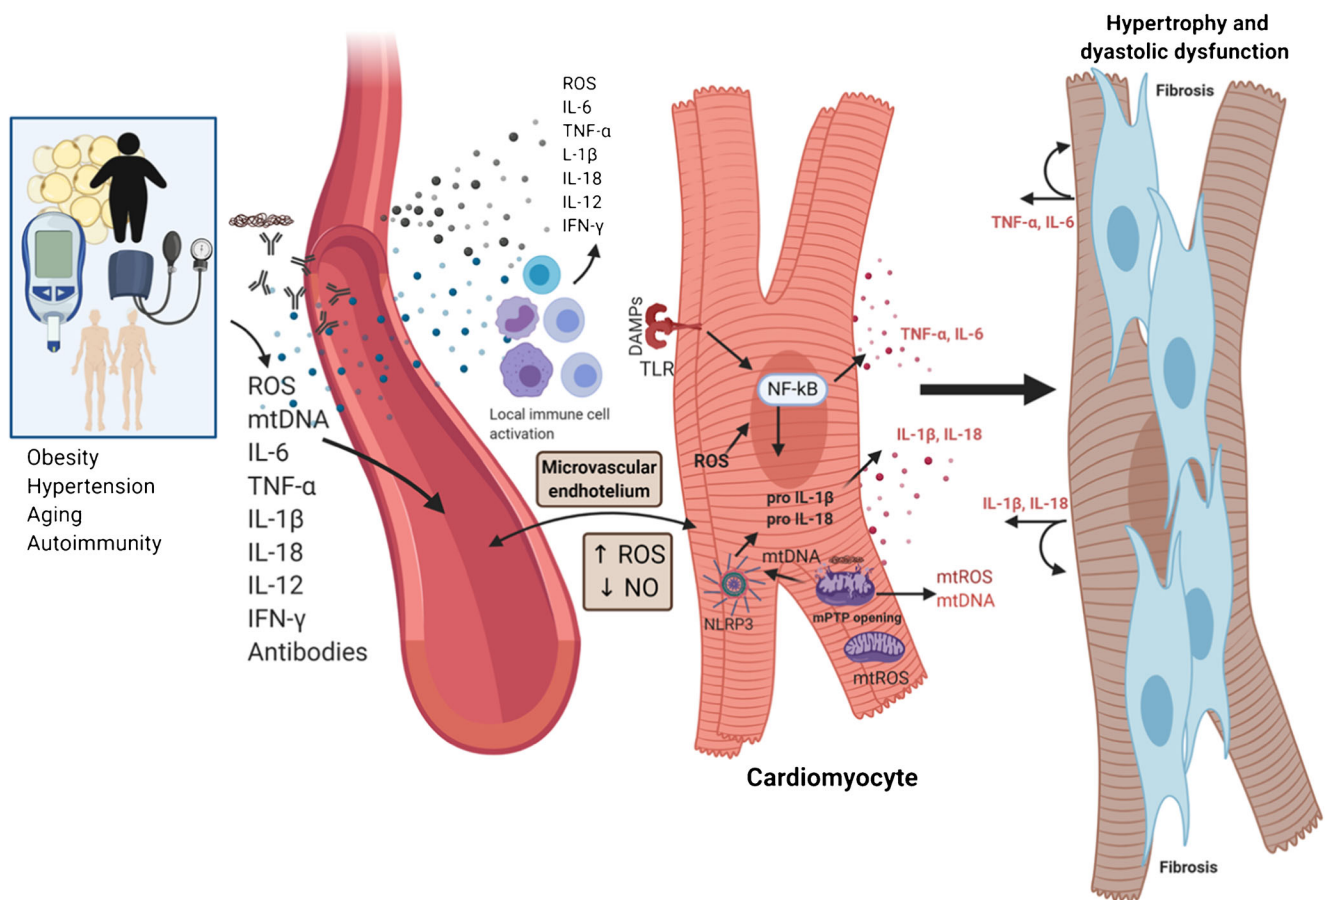 Obesity
Hypertension
Aging
Autoimmunity
ROS
mtDNA
IL-6
TNF-α
IL-1β
IL-18
IL-12
IFN-γ
Antibodies
ROS
IL-6
TNF-α
L-1β
IL-18
IL-12
IFN-γ
Local immune cell
activation
Microvascular
endhotelium
↑ ROS
↓ NO
DAMPs
TLR
NF-kB
ROS
pro IL-1β
pro IL-18
mtDNA
NLRP3
mPTP opening
mtROS
TNF-α, IL-6
IL-1β, IL-18
mtROS
mtDNA
Cardiomyocyte
Hypertrophy and
dyastolic dysfunction
Fibrosis
TNF-α, IL-6
IL-1β, IL-18
Fibrosis